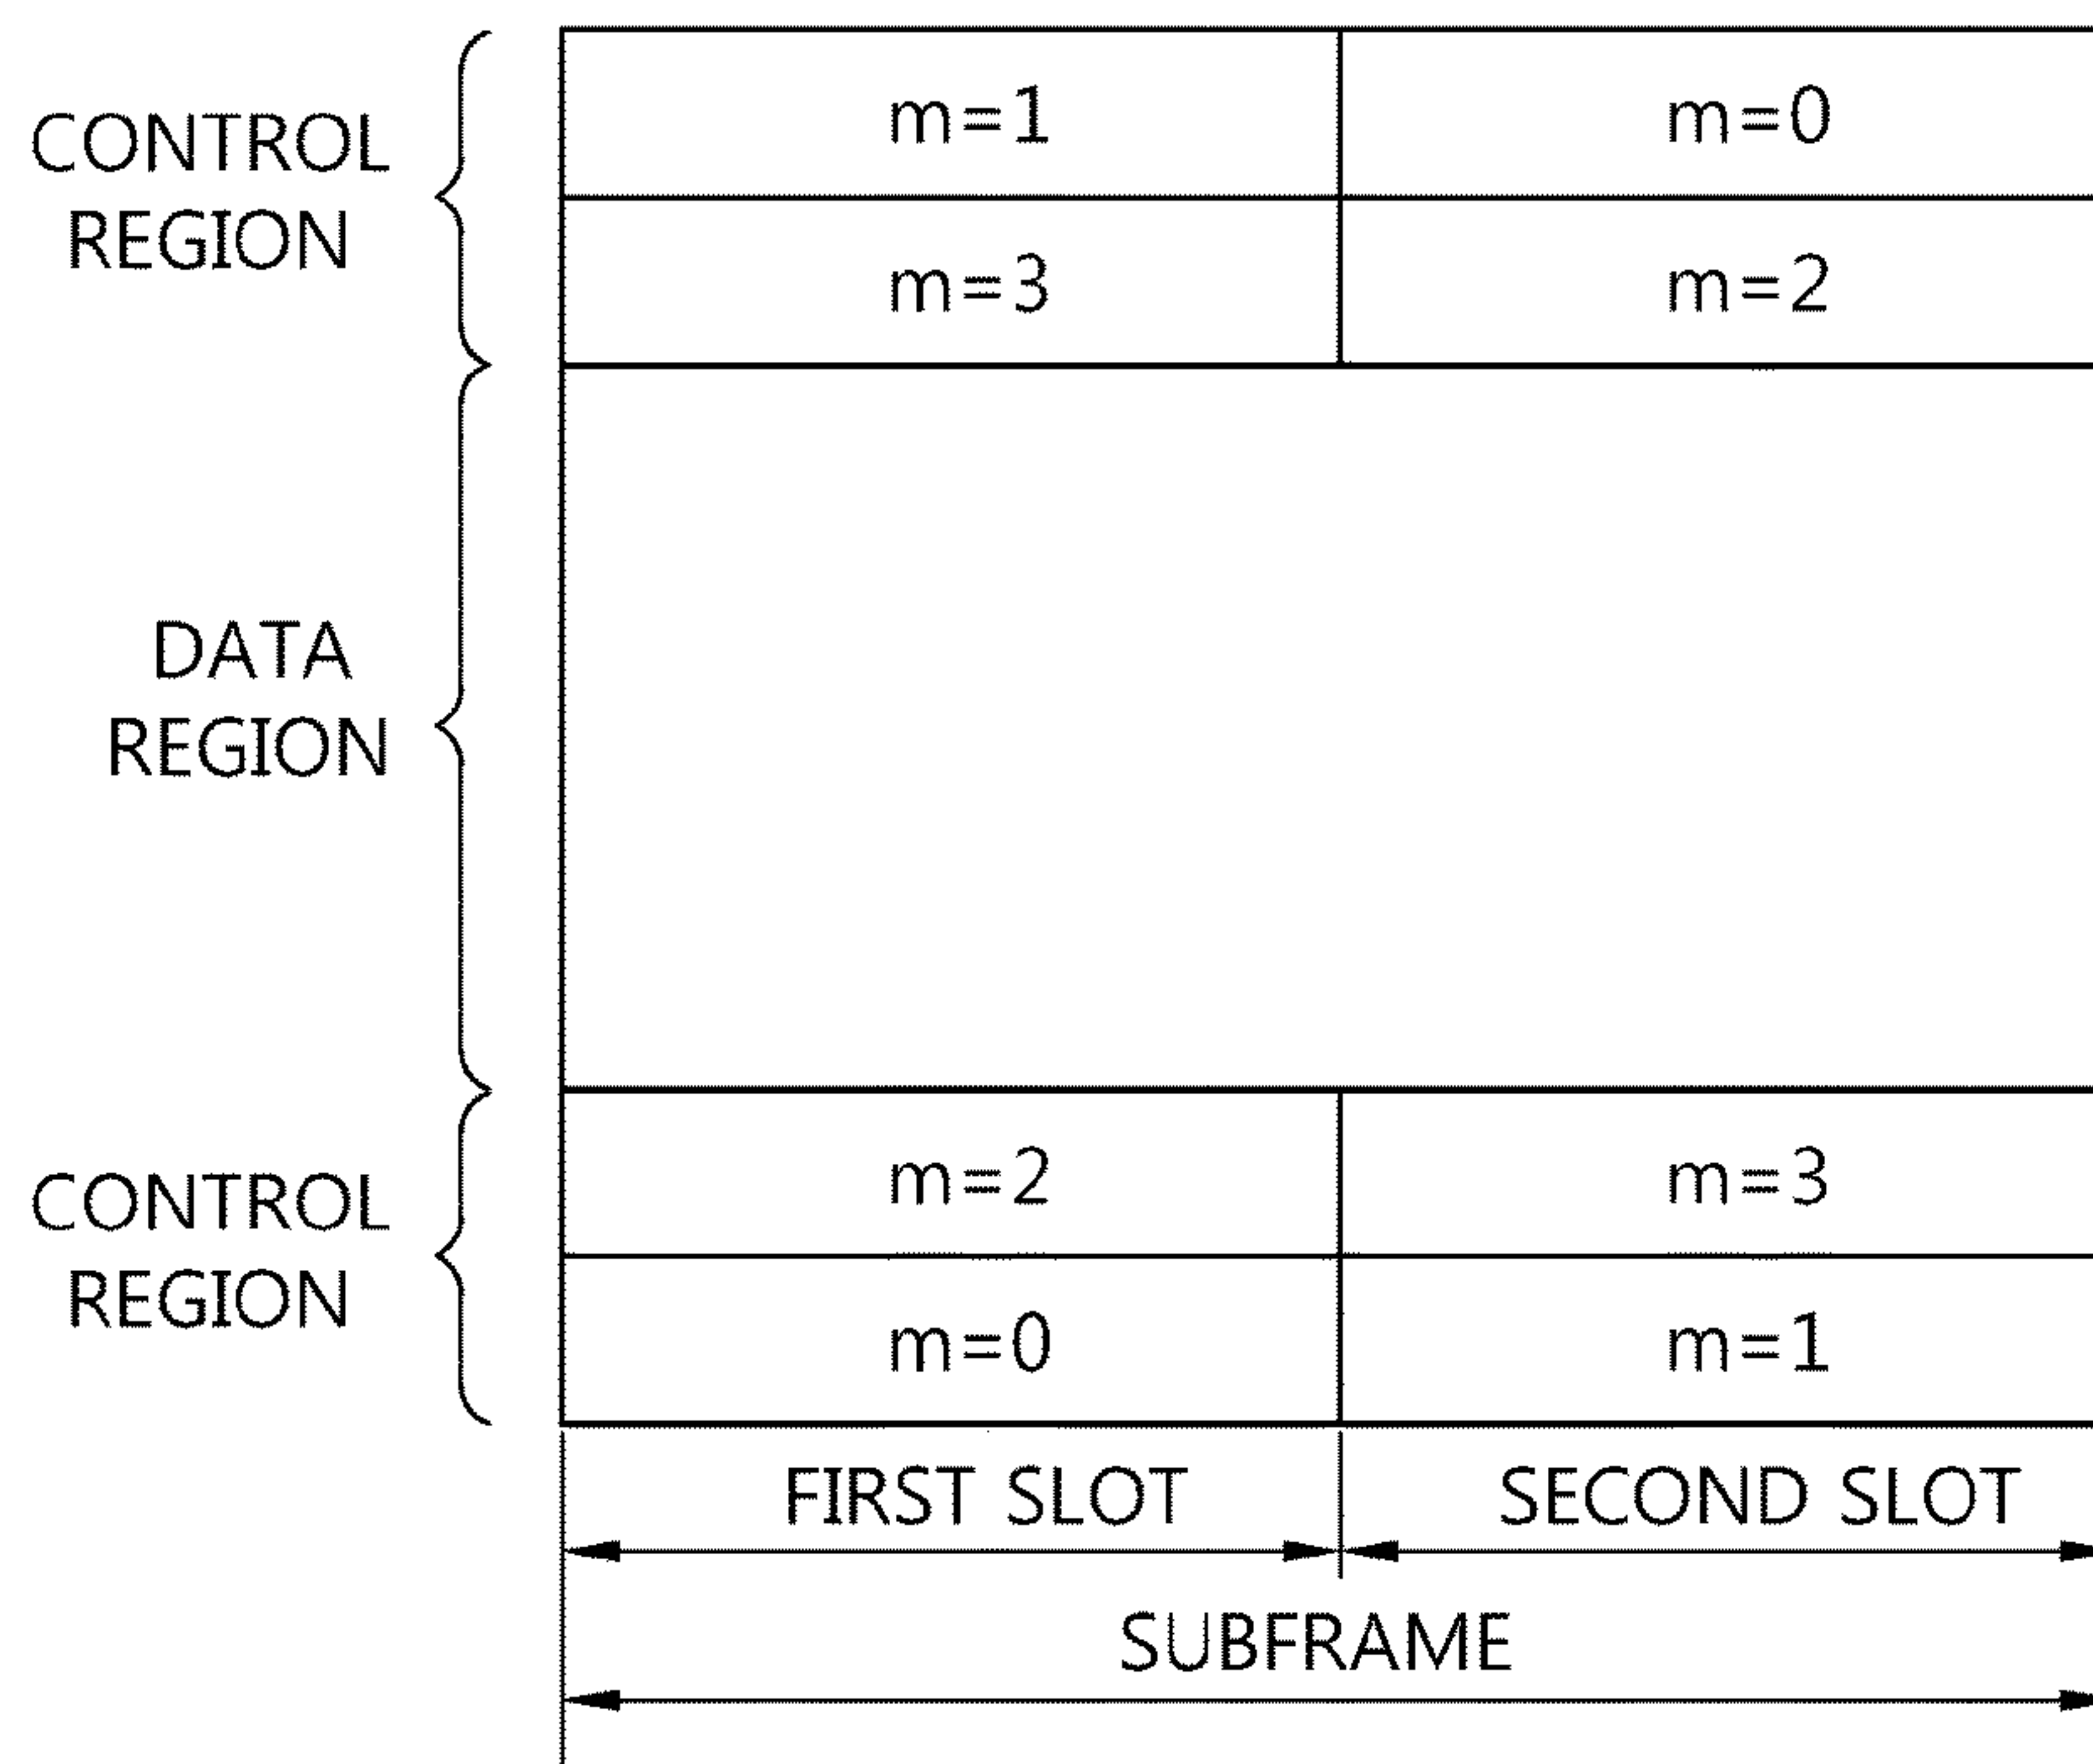 CONTROL
REGION
m=1
m=0
m=3
m=2
DATA
REGION
CONTROL
REGION
m=2
m=3
m=0
m=1
FIRST SLOT
SECOND SLOT
SUBFRAME